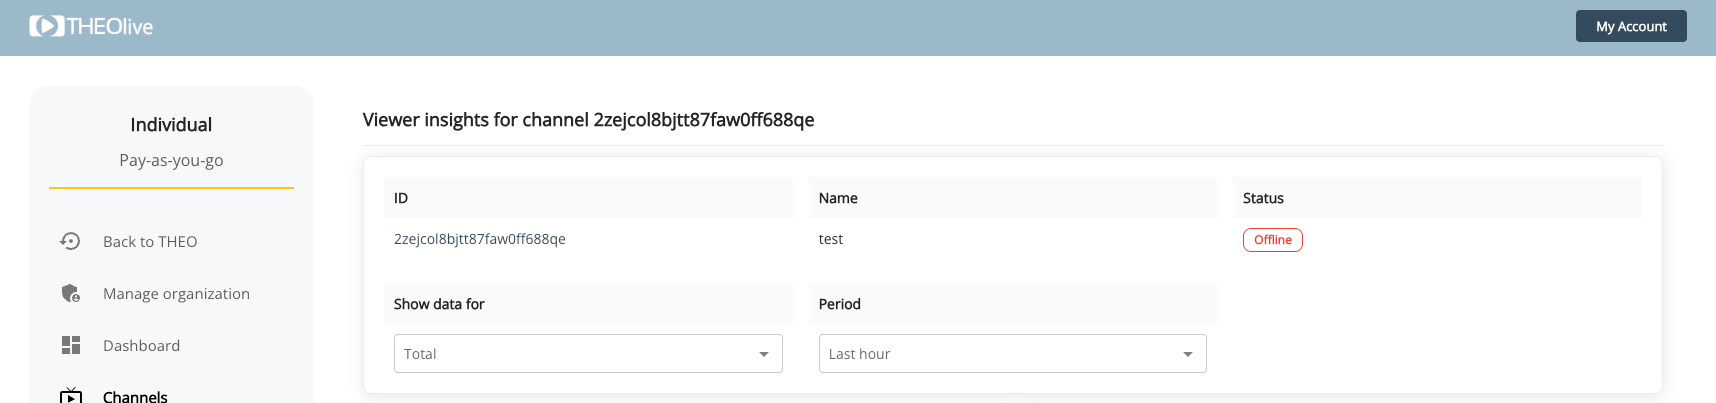 THEOlive
My Account
Individual
Pay-as-you-go
Back to THEO
Manage organization
Dashboard
Channels
Viewer insights for channel 2zejcol8bjtt87faw0ff688qe
ID
Name
Status
2zejcol8bjtt87faw0ff688qe
test
Offline
Show data for
Period
Total
Last hour